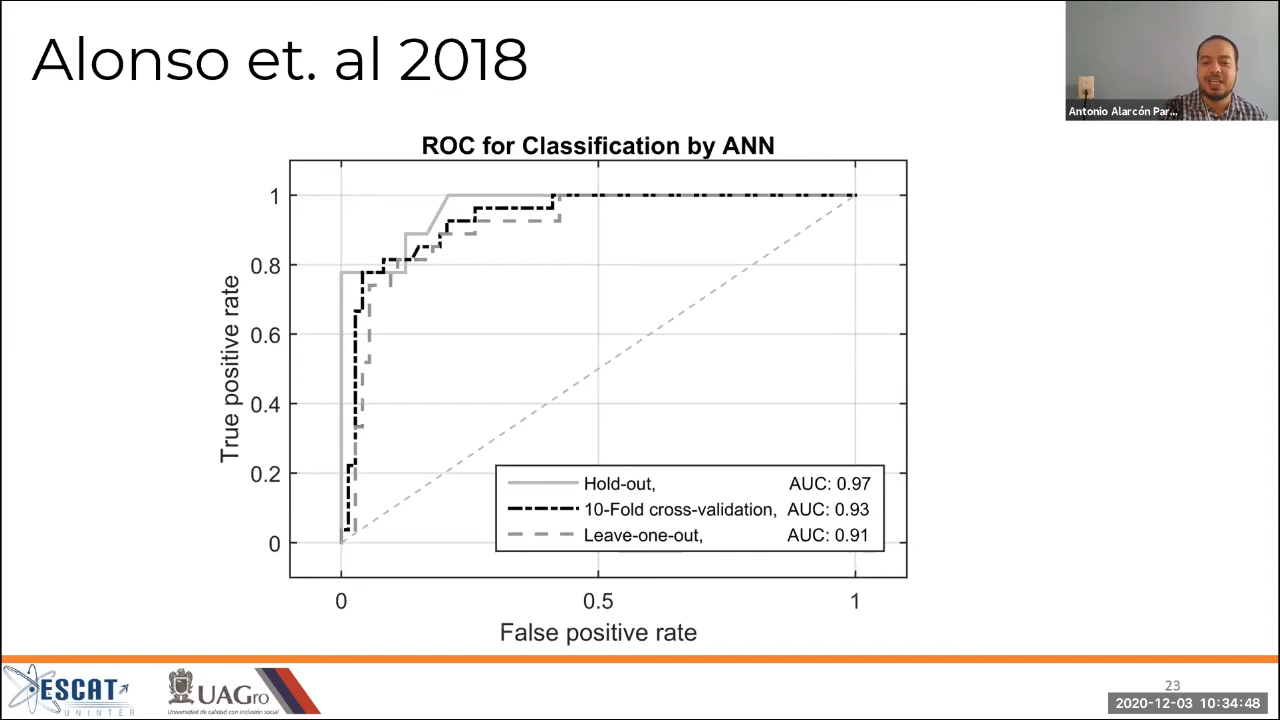 Alonso et. al 2018
Antonio Alarcón Par...
ROC for Classification by ANN
True positive rate
1
0.8
0.6
0.4
0.2
0
Hold-out, AUC: 0.97
10-Fold cross-validation, AUC: 0.93
Leave-one-out, AUC: 0.91
0 0.5 1
False positive rate
ESCAT
UNINTER
UAGro
Universidad de calidad con inclusión social
23
2020-12-03 10:34:48